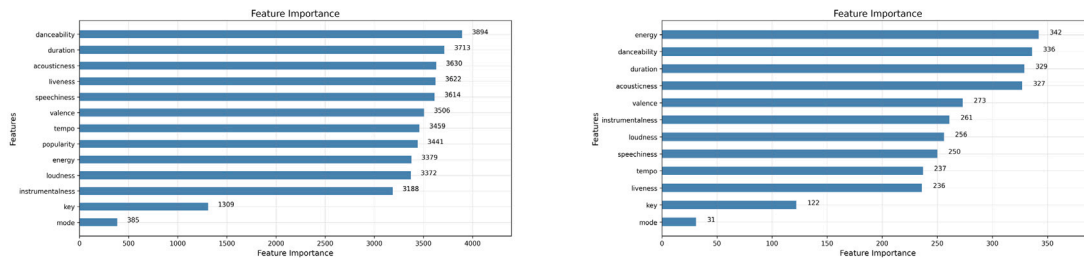 Feature Importance
danceability 3894
duration 3713
acousticness 3630
liveness 3622
speechiness 3614
valence 3506
tempo 3459
popularity 3441
energy 3379
loudness 3372
instrumentalness 3188
key 1309
mode 385
Features
0 500 1000 1500 2000 2500 3000 3500 4000
Feature Importance
Feature Importance
energy 342
danceability 336
duration 329
acousticness 327
valence 273
instrumentalness 261
loudness 256
speechiness 250
tempo 237
liveness 236
key 122
mode 31
Features
0 50 100 150 200 250 300 350
Feature Importance